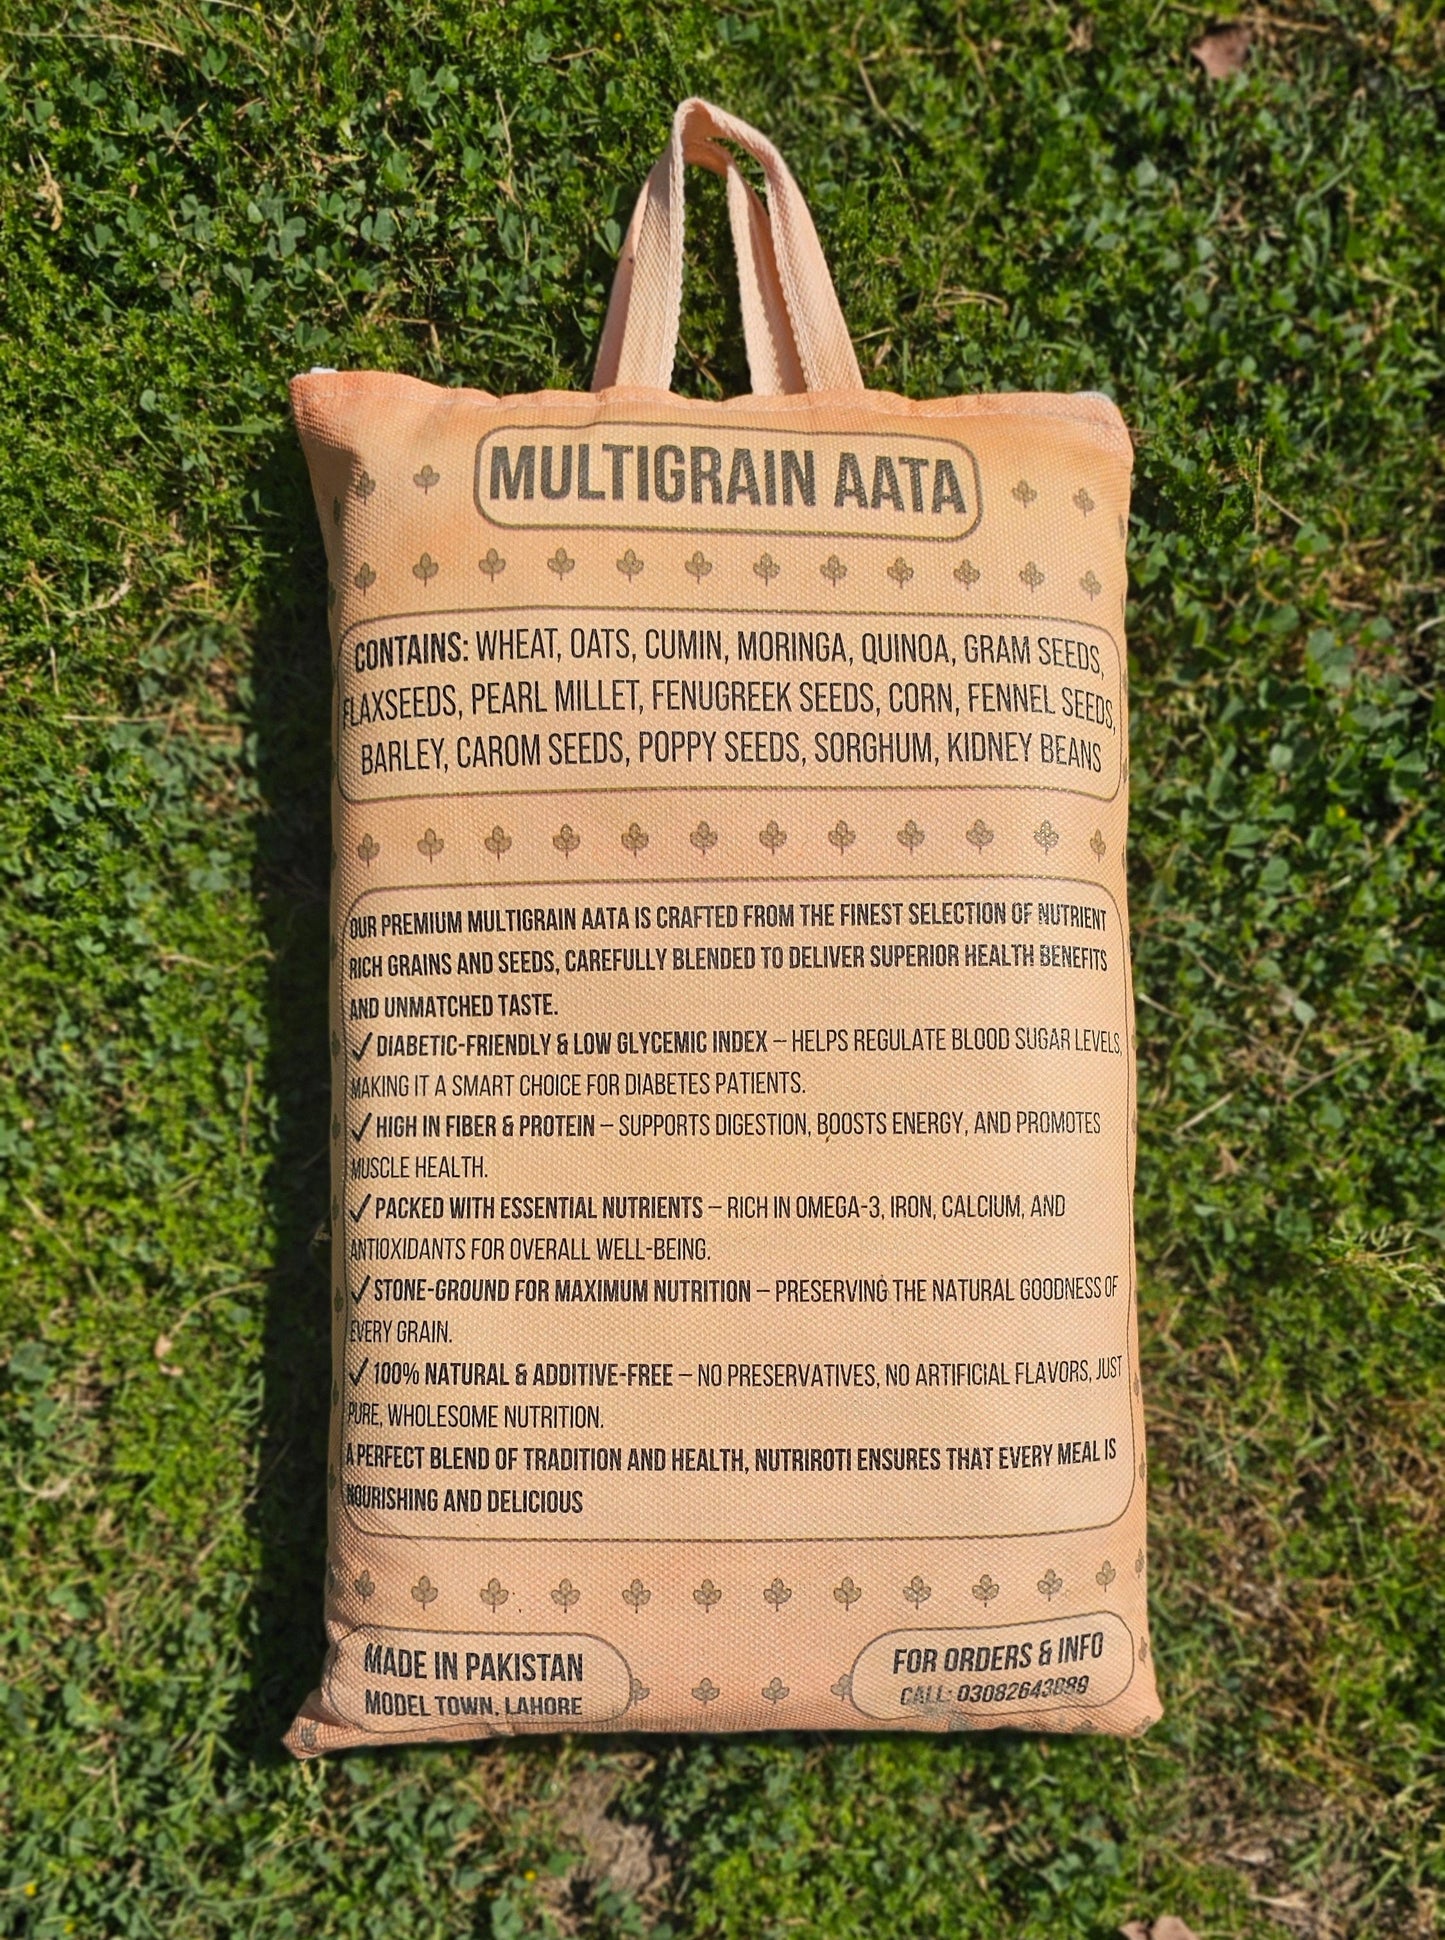 MULTIGRAIN AATA
CONTAINS: WHEAT, OATS, CUMIN, MORINGA, QUINOA, GRAM SEEDS,
FLAXSEEDS, PEARL MILLET, FENUGREEK SEEDS, CORN, FENNEL SEEDS,
BARLEY, CAROM SEEDS, POPPY SEEDS, SORGHUM, KIDNEY BEANS
OUR PREMIUM MULTIGRAIN AATA IS CRAFTED FROM THE FINEST SELECTION OF NUTRIENT
RICH GRAINS AND SEEDS, CAREFULLY BLENDED TO DELIVER SUPERIOR HEALTH BENEFITS
AND UNMATCHED TASTE.
✓ DIABETIC-FRIENDLY & LOW GLYCEMIC INDEX – HELPS REGULATE BLOOD SUGAR LEVELS,
MAKING IT A SMART CHOICE FOR DIABETES PATIENTS.
✓ HIGH IN FIBER & PROTEIN – SUPPORTS DIGESTION, BOOSTS ENERGY, AND PROMOTES
MUSCLE HEALTH.
✓ PACKED WITH ESSENTIAL NUTRIENTS – RICH IN OMEGA-3, IRON, CALCIUM, AND
ANTIOXIDANTS FOR OVERALL WELL-BEING.
✓ STONE-GROUND FOR MAXIMUM NUTRITION – PRESERVING THE NATURAL GOODNESS OF
EVERY GRAIN.
✓ 100% NATURAL & ADDITIVE-FREE – NO PRESERVATIVES, NO ARTIFICIAL FLAVORS, JUST
PURE, WHOLESOME NUTRITION.
A PERFECT BLEND OF TRADITION AND HEALTH, NUTRIROTI ENSURES THAT EVERY MEAL IS
NOURISHING AND DELICIOUS
MADE IN PAKISTAN
MODEL TOWN, LAHORE
FOR ORDERS & INFO
CALL: